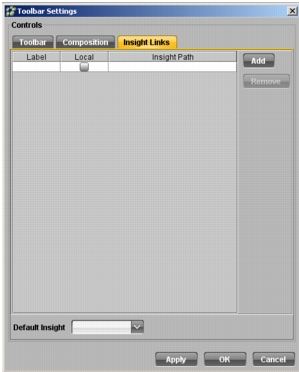 Toolbar Settings
Controls
Toolbar Composition Insight Links
Label Local Insight Path
Add
Remove
Default Insight
Apply OK Cancel